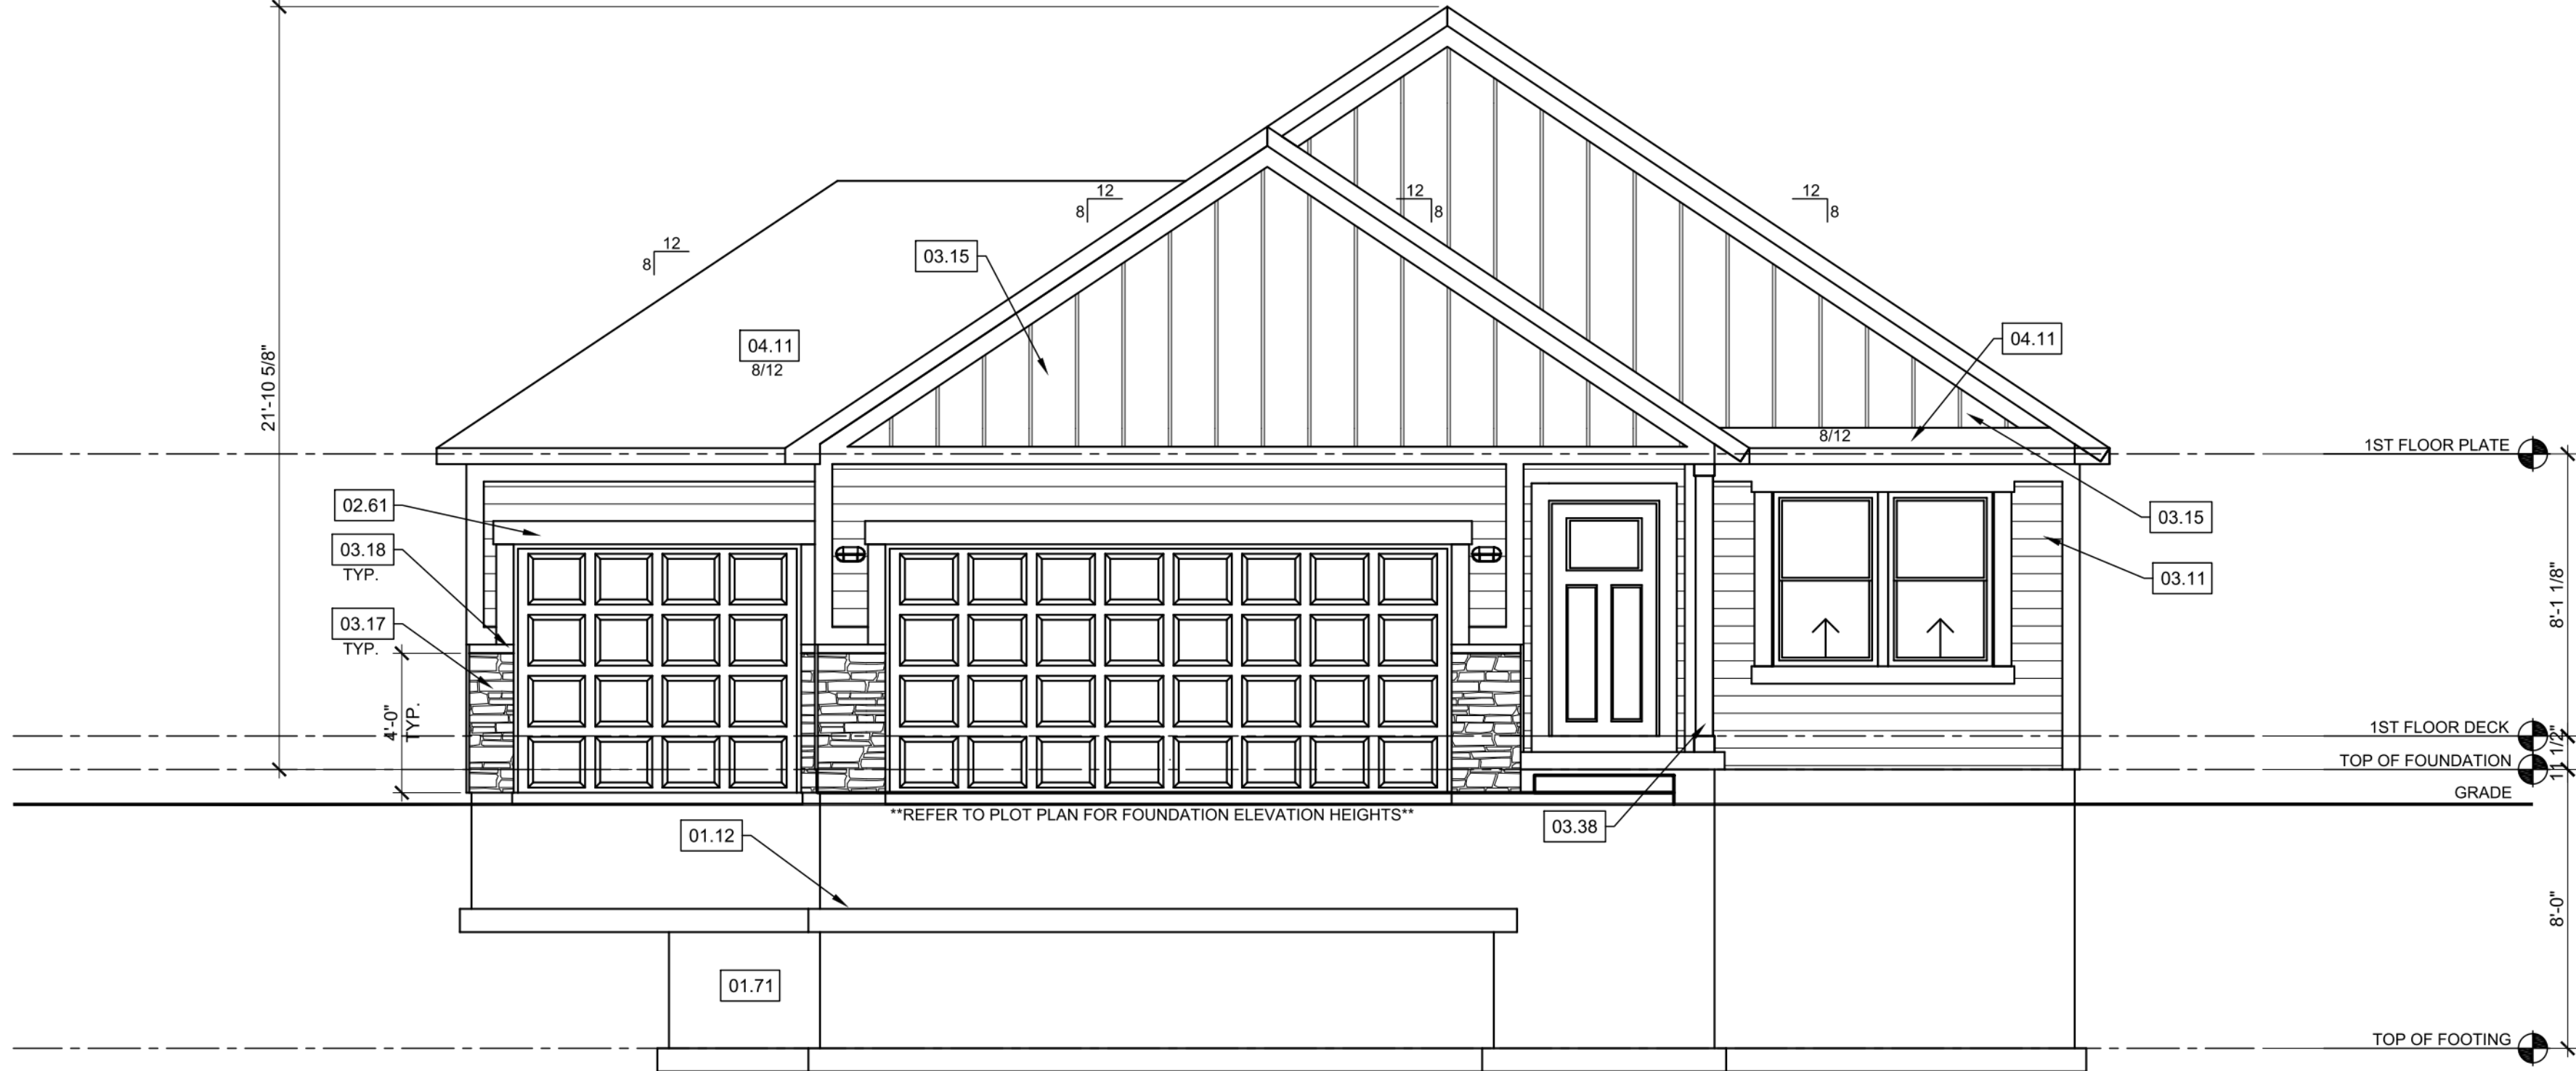 12
8
12
8
12
8
12
8
03.15
04.11
8/12
04.11
21'-10 5/8"
8/12
1ST FLOOR PLATE
02.61
03.15
03.18
TYP.
03.11
03.17
TYP.
8'-1 1/8"
4'-0"
TYP.
1ST FLOOR DECK
11 1/2"
TOP OF FOUNDATION
GRADE
**REFER TO PLOT PLAN FOR FOUNDATION ELEVATION HEIGHTS**
01.12
03.38
8'-0"
01.71
TOP OF FOOTING